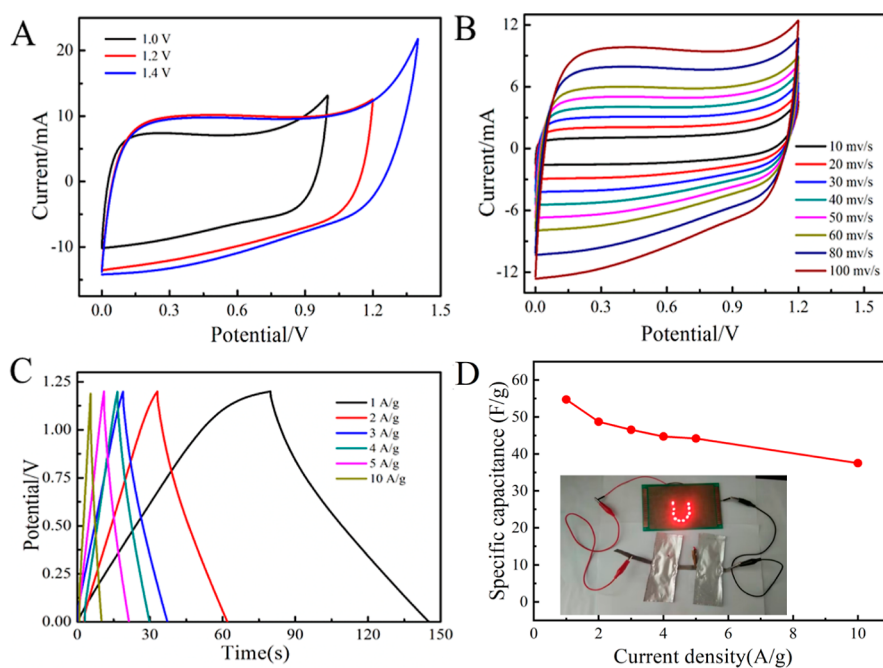 A
1.0 V
1.2 V
1.4 V
Current/mA
20
10
0
-10
0.0 0.3 0.6 0.9 1.2 1.5
Potential/V
B
Current/mA
12
6
0
-6
-12
10 mv/s
20 mv/s
30 mv/s
40 mv/s
50 mv/s
60 mv/s
80 mv/s
100 mv/s
0.0 0.3 0.6 0.9 1.2
Potential/V
C
1 A/g
2 A/g
3 A/g
4 A/g
5 A/g
10 A/g
Potential/V
1.25
1.00
0.75
0.50
0.25
0.00
0 30 60 90 120 150
Time(s)
D
Specific capacitance (F/g)
60
50
40
30
20
10
0
U
0 2 4 6 8 10
Current density(A/g)